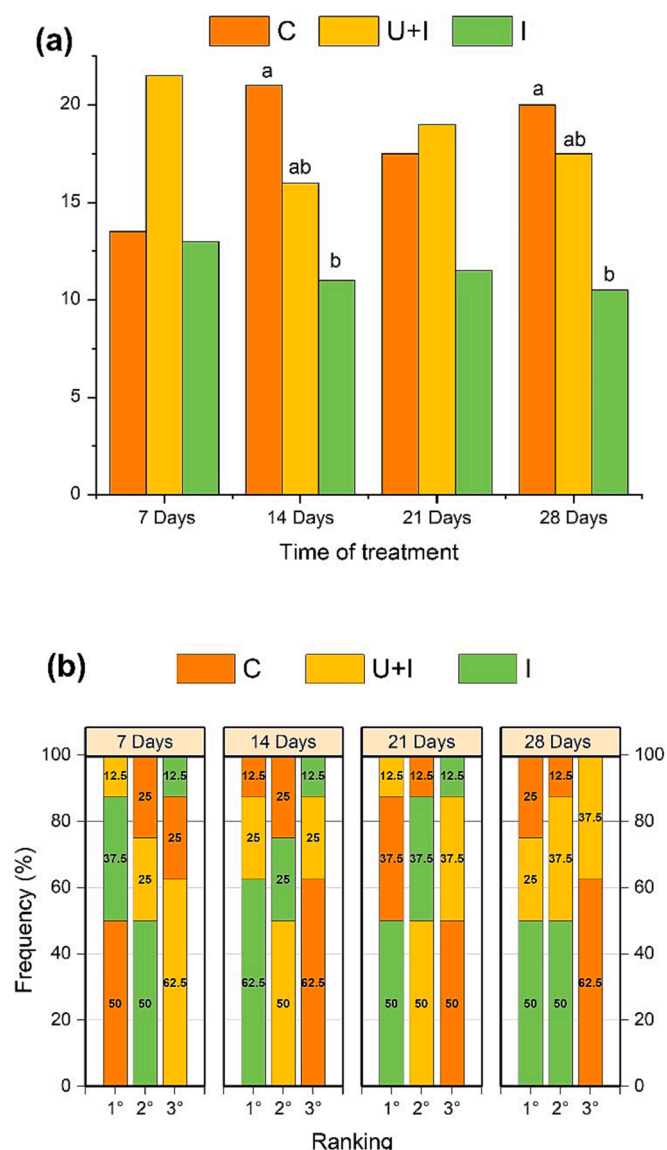 (a) C U+I I
20
15
10
5
0
a
ab
b
a
ab
b
7 Days 14 Days 21 Days 28 Days
Time of treatment
(b) C U+I I
7 Days 14 Days 21 Days 28 Days
Frequency (%)
100
80
60
40
20
0
12.5 25 12.5
37.5 25 25
50 50 62.5
12.5 25 12.5
25 25 25
62.5 50 62.5
12.5 12.5 12.5
37.5 37.5 37.5
50 50 50
25 12.5 37.5
25 37.5
50 50 62.5
100
80
60
40
20
0
1° 2° 3° 1° 2° 3° 1° 2° 3° 1° 2° 3°
Ranking